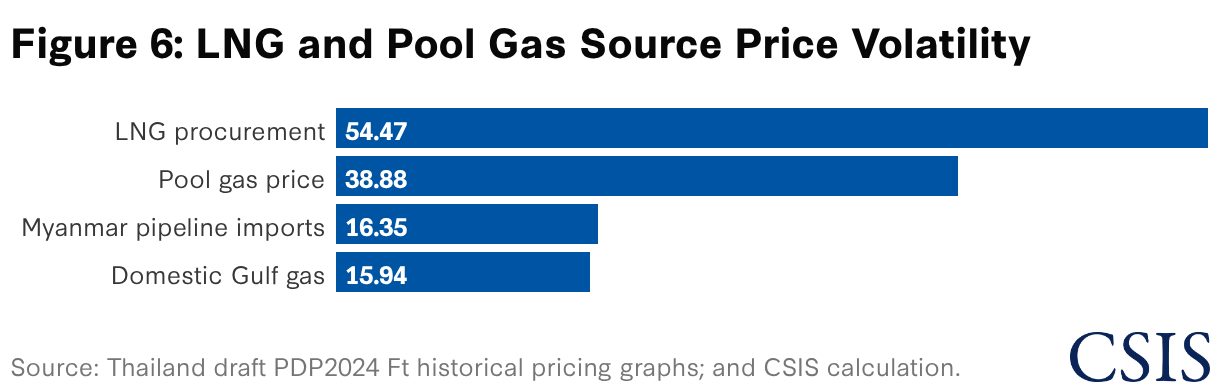 Figure 6: LNG and Pool Gas Source Price Volatility
LNG procurement 54.47
Pool gas price 38.88
Myanmar pipeline imports 16.35
Domestic Gulf gas 15.94
Source: Thailand draft PDP2024 Ft historical pricing graphs; and CSIS calculation.
CSIS